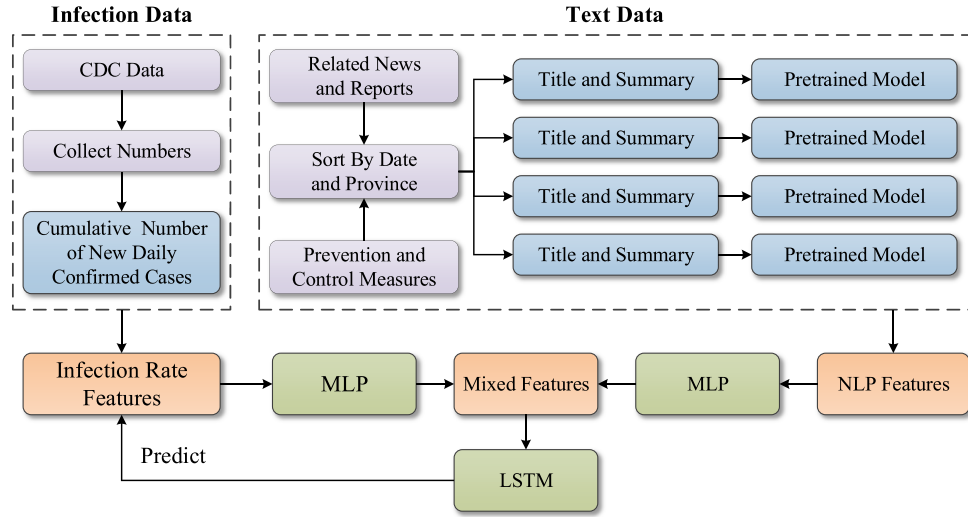 Infection Data
CDC Data
Collect Numbers
Cumulative Number
of New Daily
Confirmed Cases
Text Data
Related News
and Reports
Sort By Date
and Province
Prevention and
Control Measures
Title and Summary
Pretrained Model
Title and Summary
Pretrained Model
Title and Summary
Pretrained Model
Title and Summary
Pretrained Model
Infection Rate
Features
MLP
Mixed Features
MLP
NLP Features
Predict
LSTM